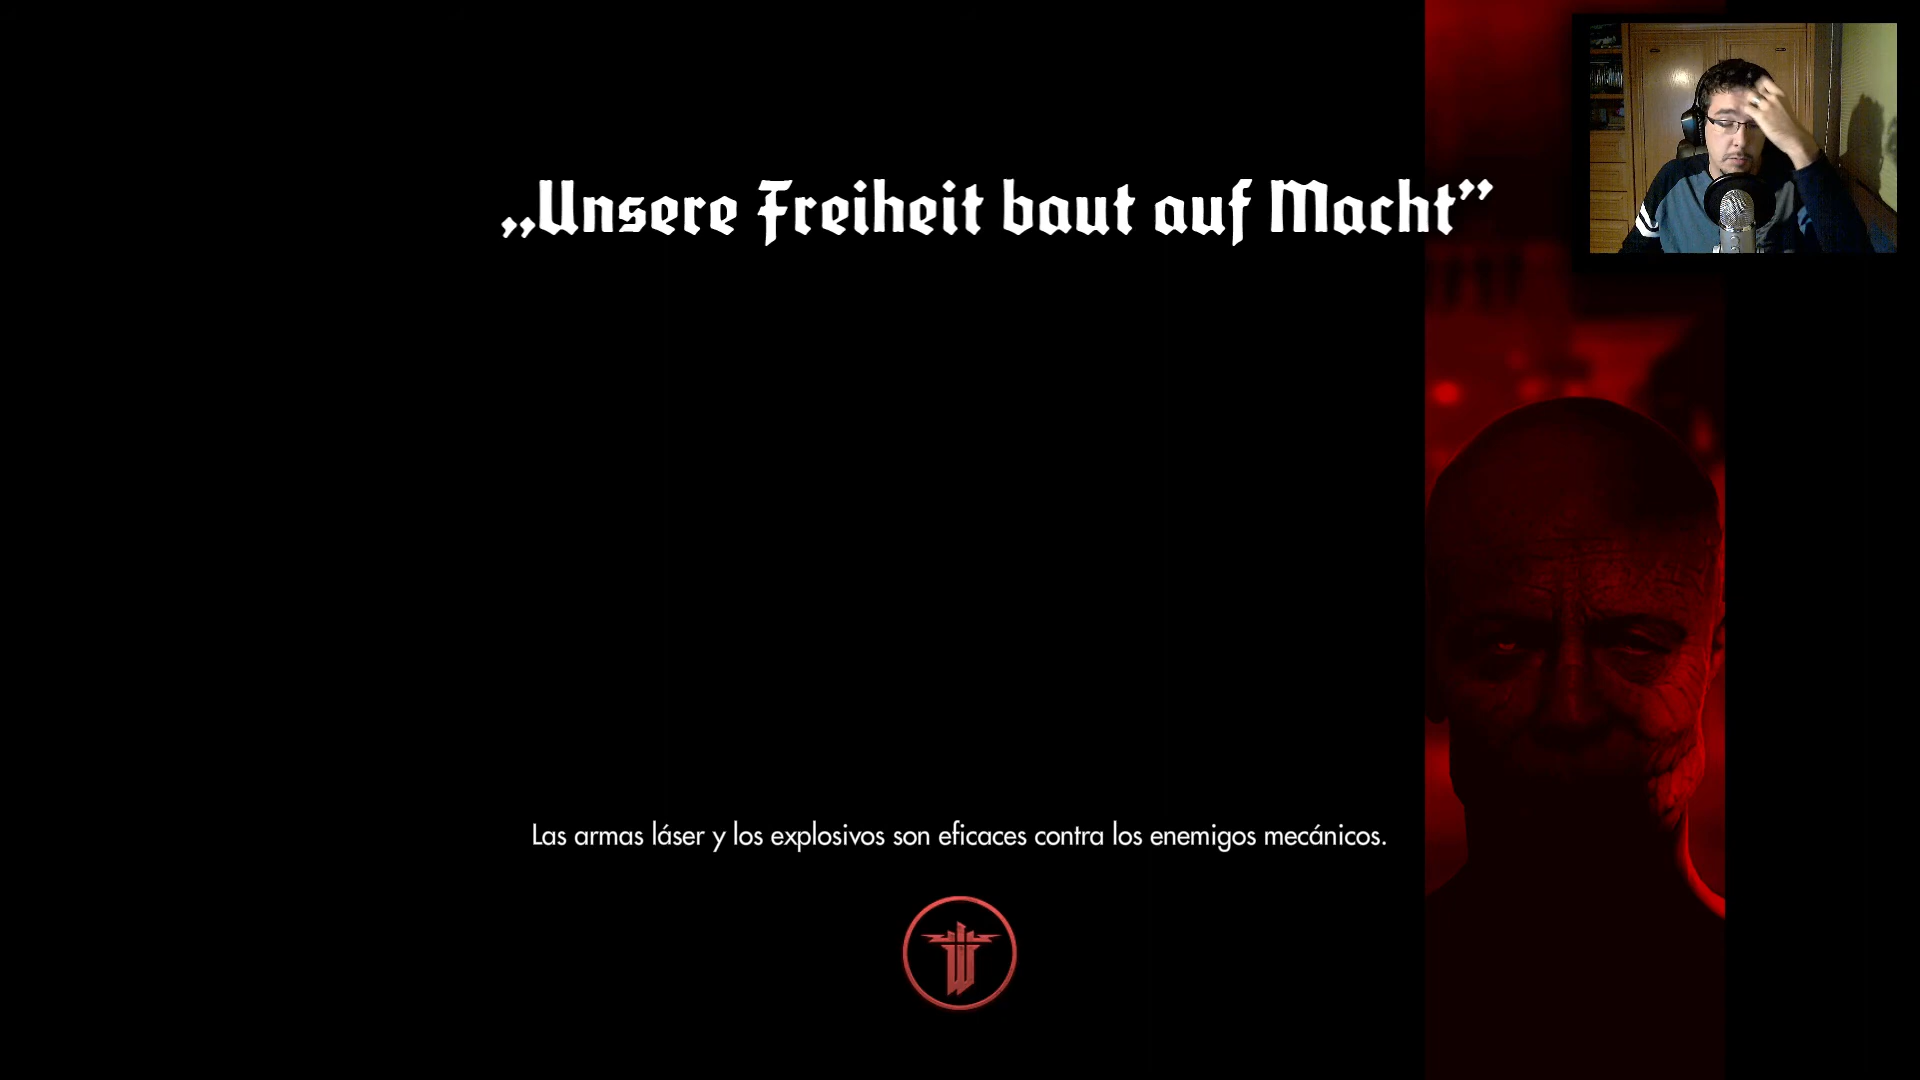 „Unsere Freiheit baut auf Macht”
Las armas láser y los explosivos son eficaces contra los enemigos mecánicos.